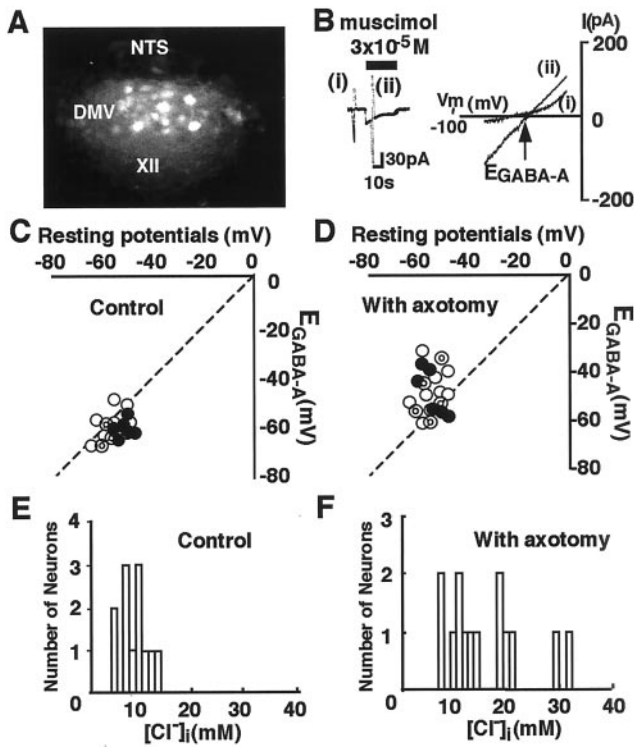 A
NTS
DMV
XII
B
muscimol
3x10-5M
(i)
(ii)
30pA
10s
I(pA)
200
(ii)
(i)
Vm (mV)
-100
0
EGABA-A
-200
C
Resting potentials (mV)
-80 -60 -40 -20 0
Control
0
-20
-40
-60
-80
EGABA-A(mV)
D
Resting potentials (mV)
-80 -60 -40 -20 0
With axotomy
0
-20
-40
-60
-80
EGABA-A(mV)
E
Control
Number of Neurons
4
3
2
1
0
10 20 30 40
[Cl-]i(mM)
F
With axotomy
Number of Neurons
3
2
1
0
0 10 20 30 40
[Cl-]i(mM)